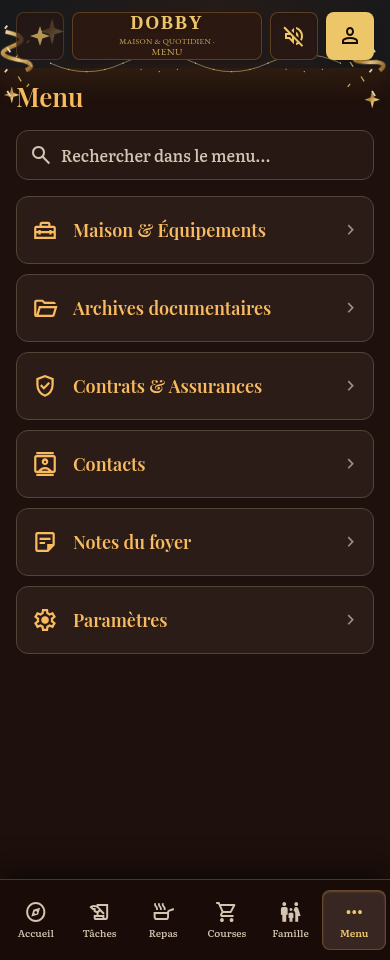 DOBBY
MAISON & QUOTIDIEN ·
MENU
Menu
Rechercher dans le menu...
Maison & Équipements
Archives documentaires
Contrats & Assurances
Contacts
Notes du foyer
Paramètres
Accueil
Tâches
Repas
Courses
Famille
Menu